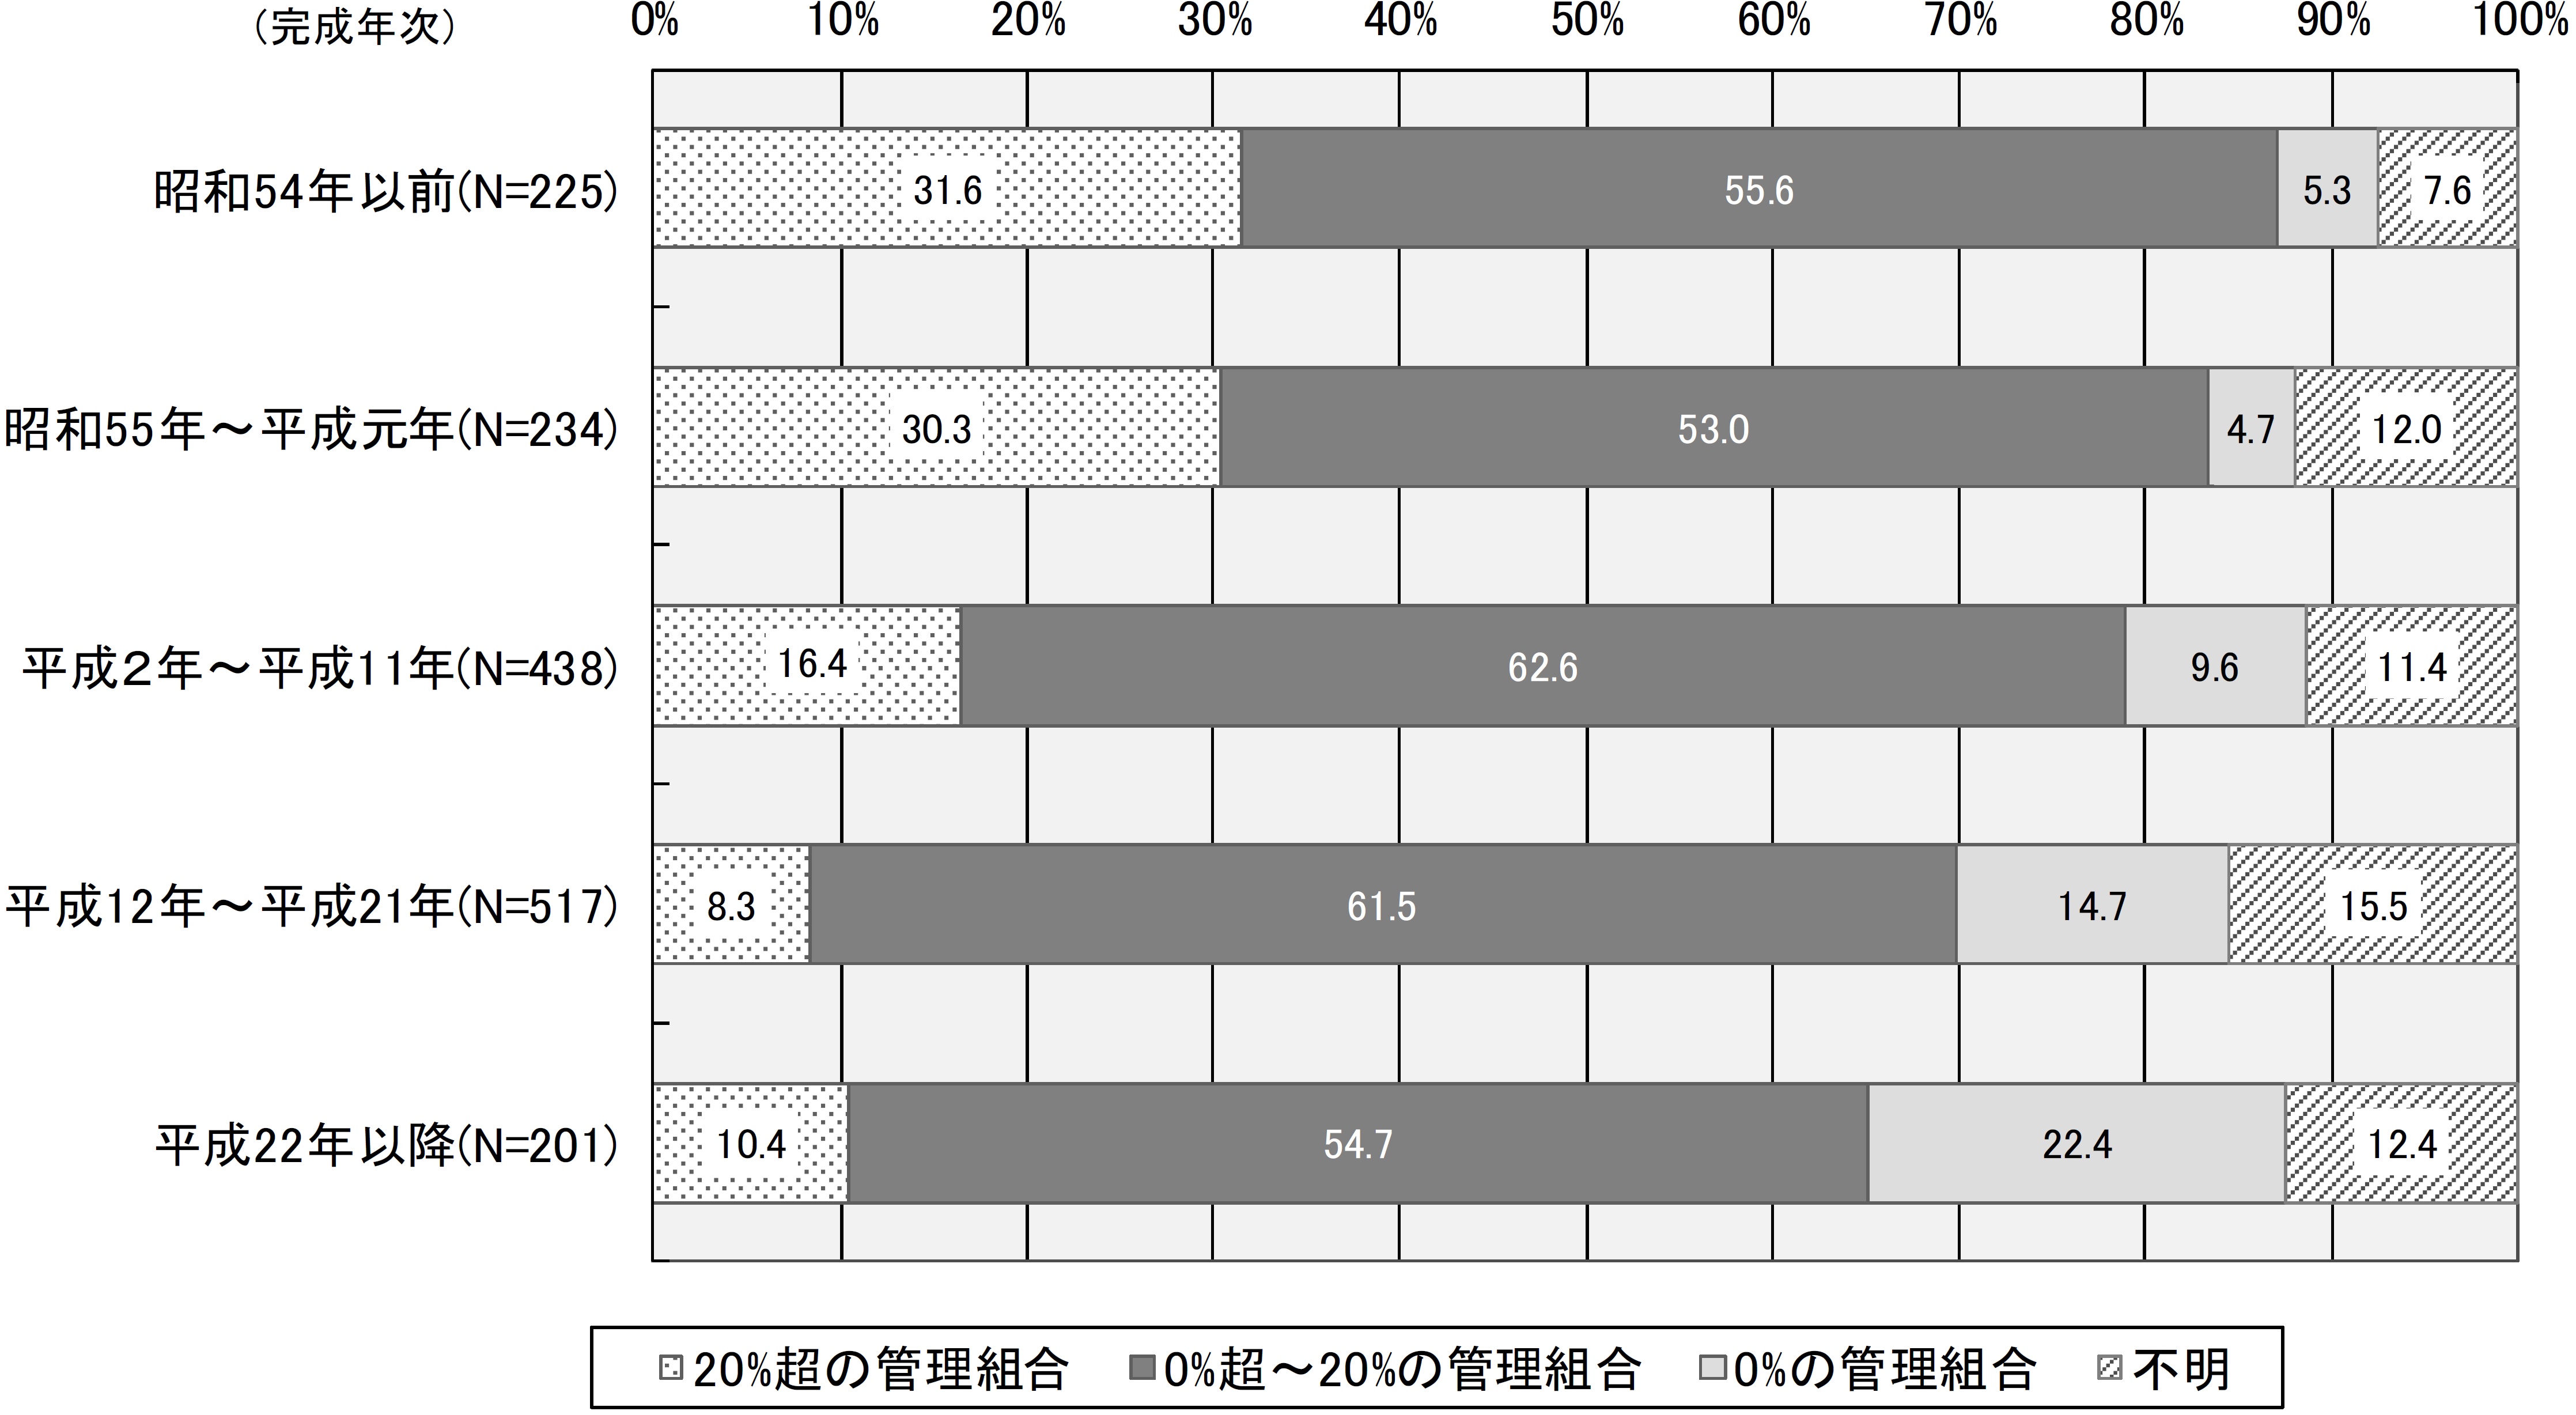 （完成年次） 0% 10% 20% 30% 40% 50% 60% 70% 80% 90% 100%
昭和54年以前(N=225) 31.6 55.6 5.3 7.6
昭和55年～平成元年(N=234) 30.3 53.0 4.7 12.0
平成２年～平成11年(N=438) 16.4 62.6 9.6 11.4
平成12年～平成21年(N=517) 8.3 61.5 14.7 15.5
平成22年以降(N=201) 10.4 54.7 22.4 12.4
20%超の管理組合 0%超～20%の管理組合 0%の管理組合 不明